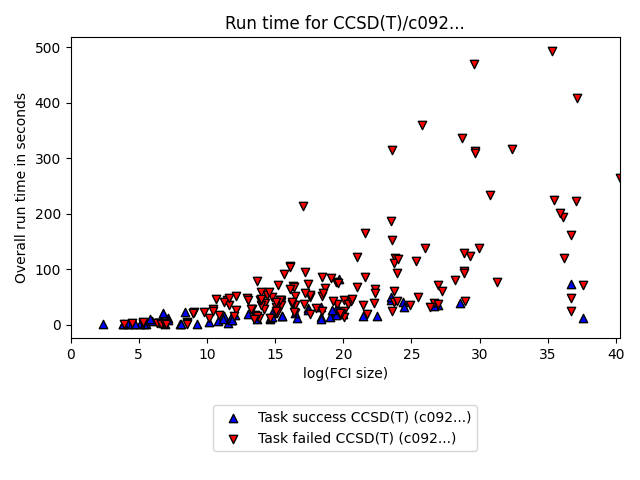 Run time for CCSD(T)/c092...
Overall run time in seconds
500
400
300
200
100
0
0 5 10 15 20 25 30 35 40
log(FCI size)
Task success CCSD(T) (c092...)
Task failed CCSD(T) (c092...)